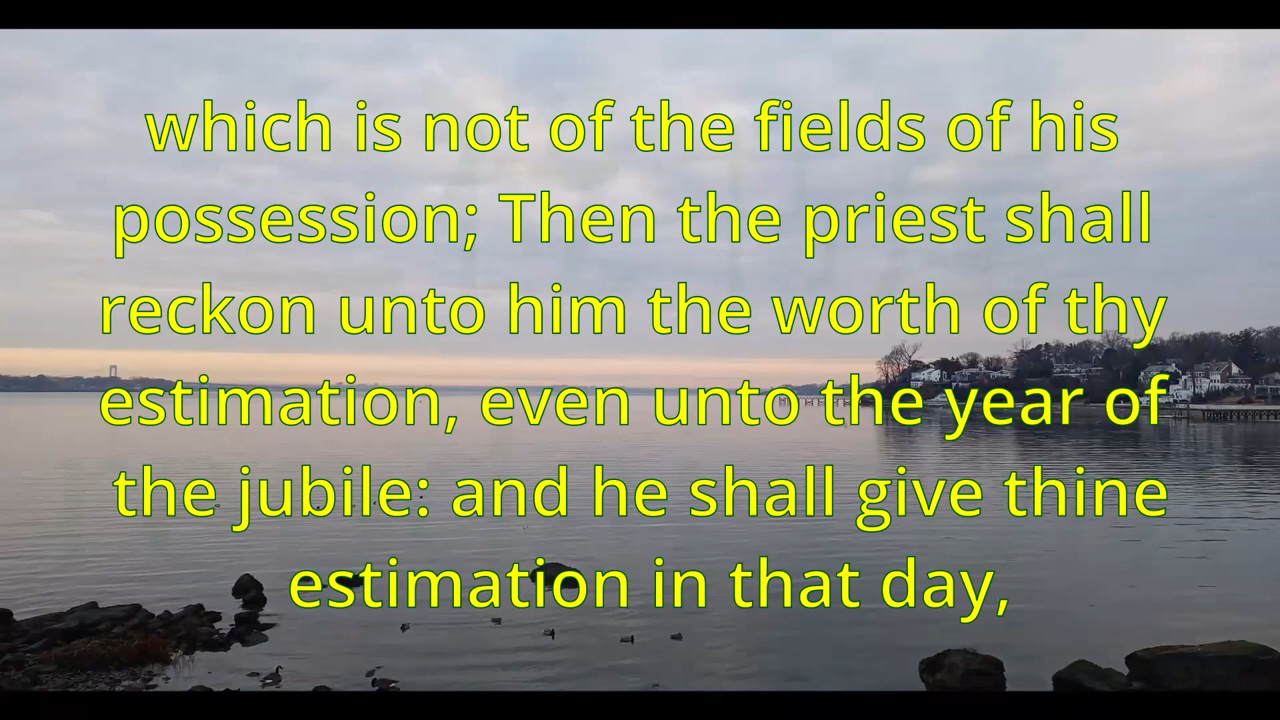 which is not of the fields of his
possession; Then the priest shall
reckon unto him the worth of thy
estimation, even unto the year of
the jubile: and he shall give thine
estimation in that day,